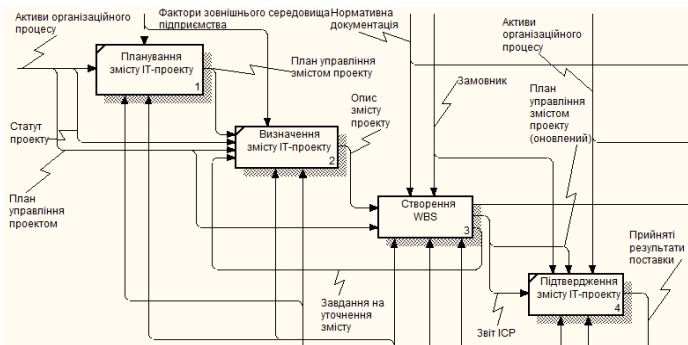 Активи організаційного
процесу
Фактори зовнішнього середовища
підприємства
Нормативна
документація
Активи
організаційного
процесу
Планування
змісту ІТ-проекту
1
План управління
змістом проекту
Замовник
План
управління
змістом
проекту
(оновлений)
Статут
проекту
Визначення
змісту ІТ-проекту
2
Опис
змісту
проекту
План
управління
проектом
Створення
WBS
3
Прийняті
результати
поставки
Підтвердження
змісту ІТ-проекту
4
Завдання на
уточнення
змісту
Звіт ІСР